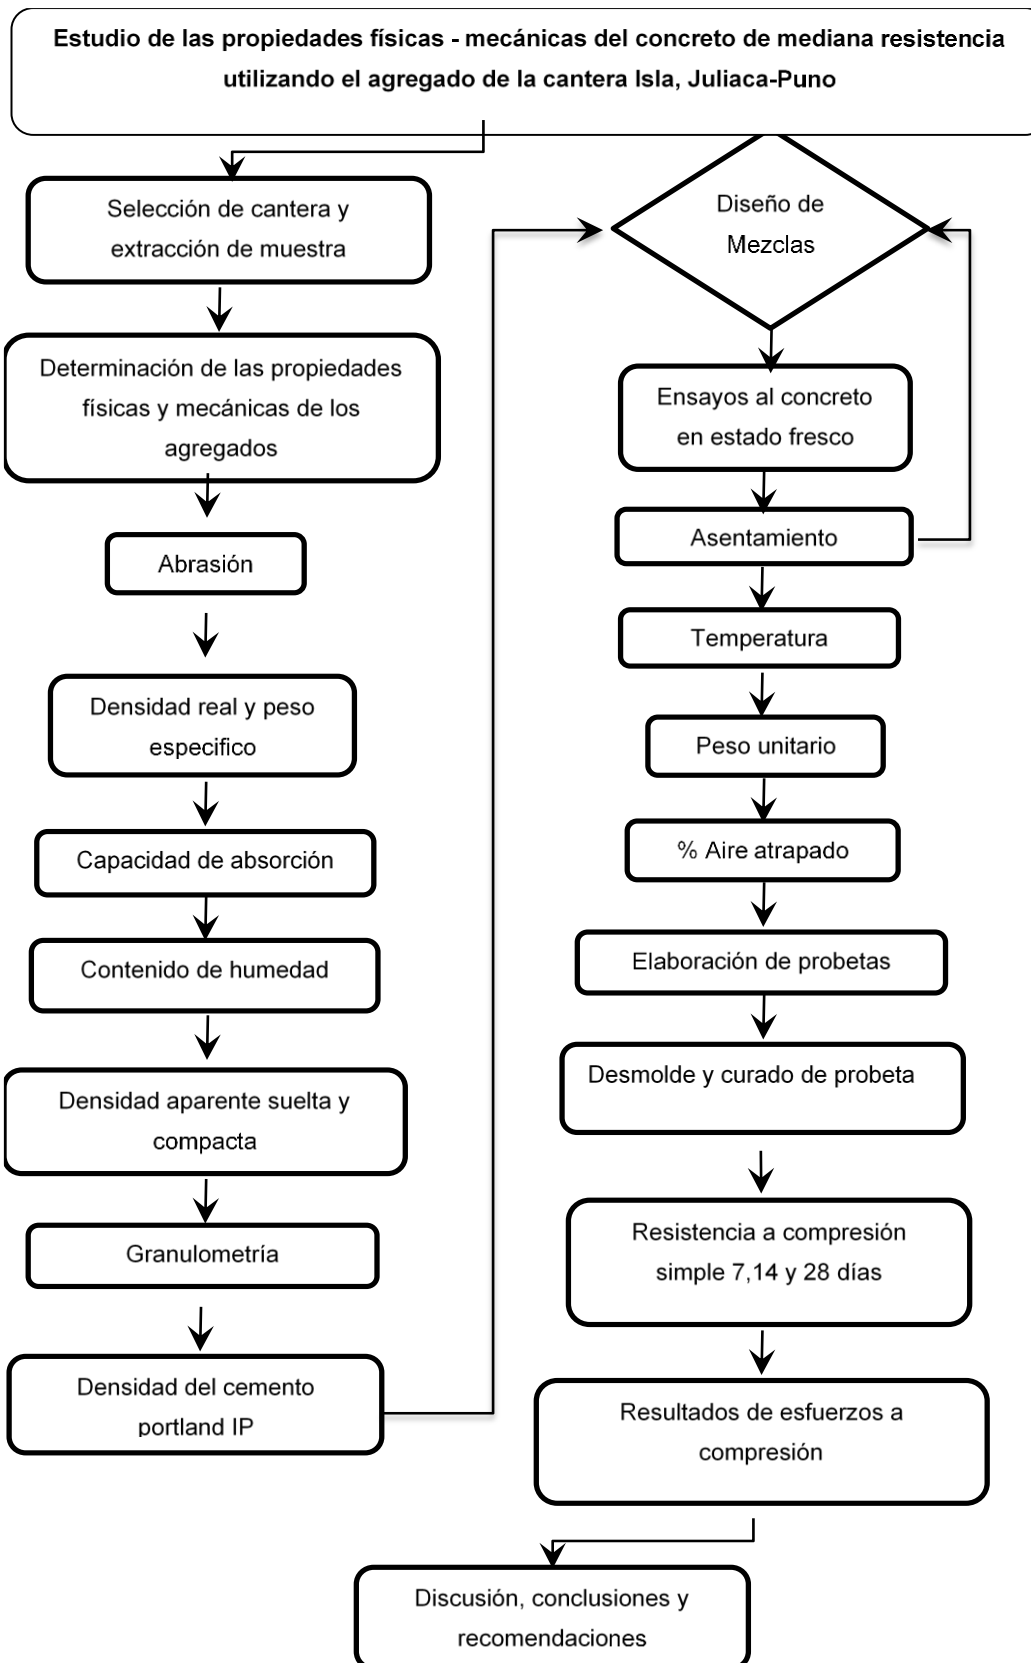 Estudio de las propiedades físicas - mecánicas del concreto de mediana resistencia
utilizando el agregado de la cantera Isla, Juliaca-Puno
Selección de cantera y
extracción de muestra
Determinación de las propiedades
físicas y mecánicas de los
agregados
Abrasión
Densidad real y peso
especifico
Capacidad de absorción
Contenido de humedad
Densidad aparente suelta y
compacta
Granulometría
Densidad del cemento
portland IP
Diseño de
Mezclas
Ensayos al concreto
en estado fresco
Asentamiento
Temperatura
Peso unitario
% Aire atrapado
Elaboración de probetas
Desmolde y curado de probeta
Resistencia a compresión
simple 7,14 y 28 días
Resultados de esfuerzos a
compresión
Discusión, conclusiones y
recomendaciones